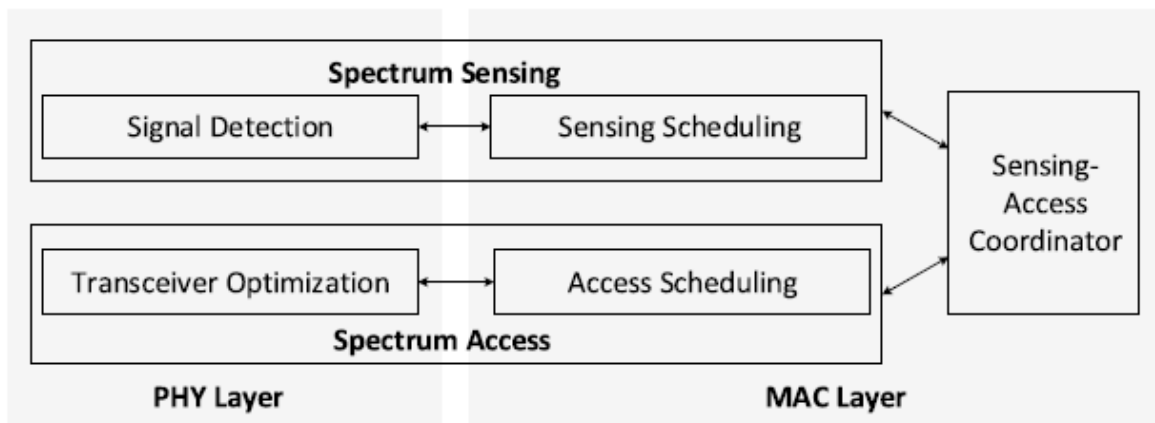 Spectrum Sensing
Signal Detection
Sensing Scheduling
Sensing-
Access
Coordinator
Transceiver Optimization
Access Scheduling
Spectrum Access
PHY Layer
MAC Layer